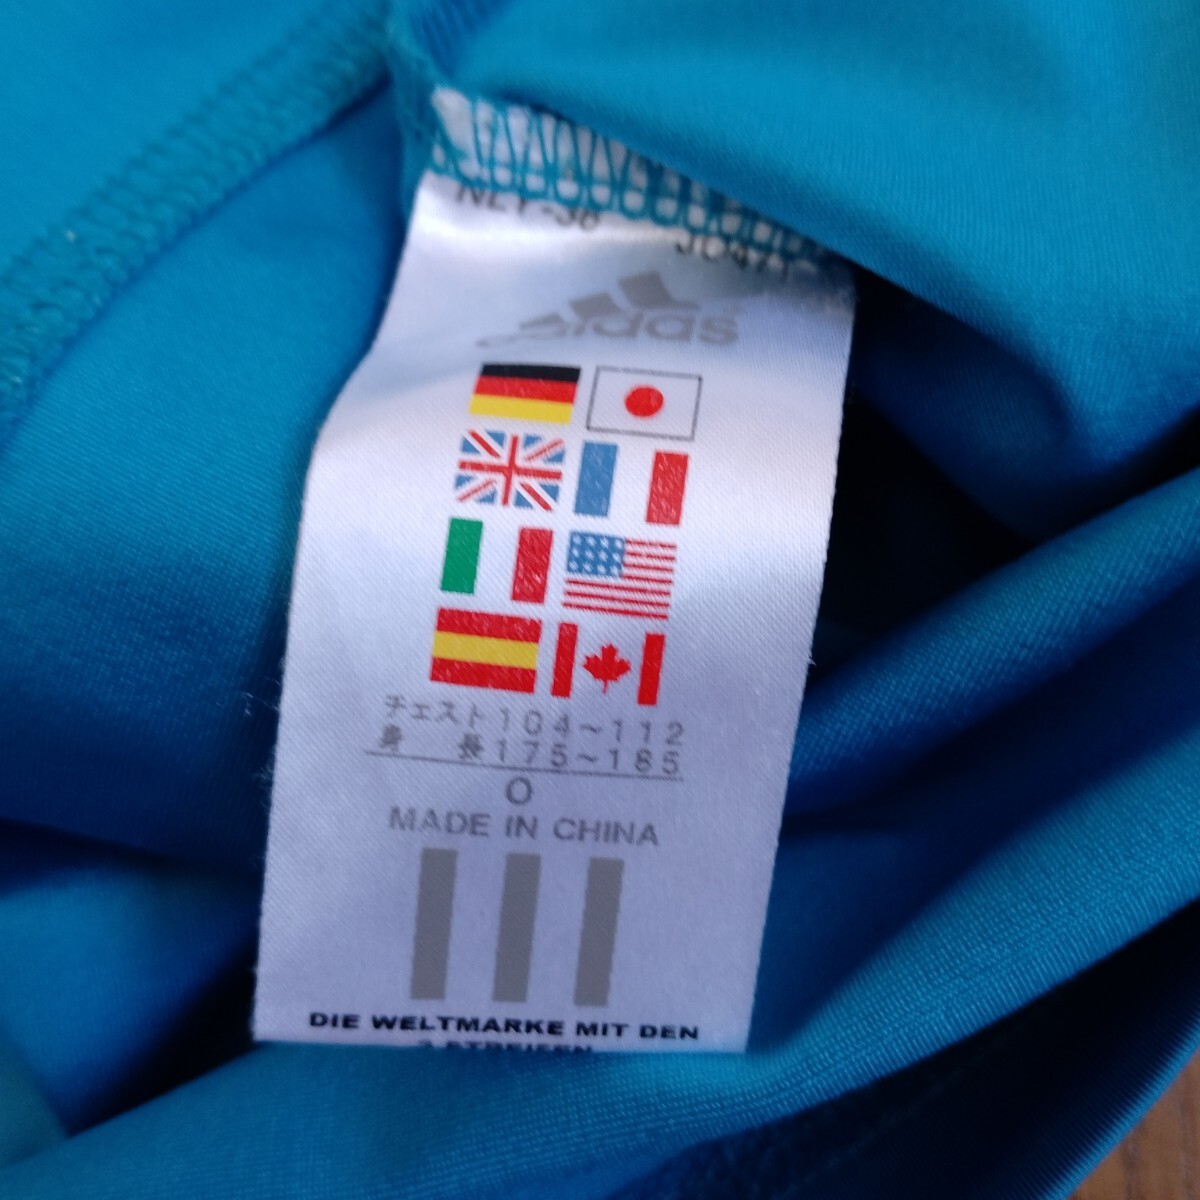 adidas
チェスト104~112
身 長175~185
O
MADE IN CHINA
DIE WELTMARKE MIT DEN